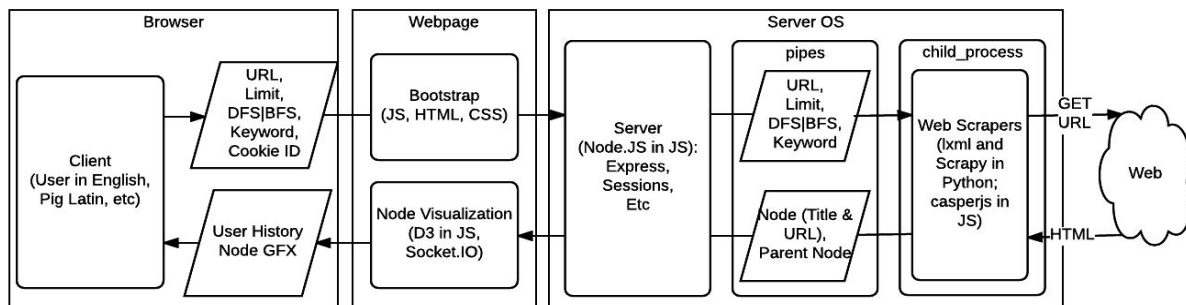 Browser
Client
(User in English,
Pig Latin, etc)
URL,
Limit,
DFS|BFS,
Keyword,
Cookie ID
User History
Node GFX
Webpage
Bootstrap
(JS, HTML, CSS)
Node Visualization
(D3 in JS,
Socket.IO)
Server OS
Server
(Node.JS in JS):
Express,
Sessions,
Etc
pipes
URL,
Limit,
DFS|BFS,
Keyword
Node (Title &
URL),
Parent Node
child_process
Web Scrapers
(lxml and
Scrapy in
Python;
casperjs in
JS)
GET
URL
HTML
Web